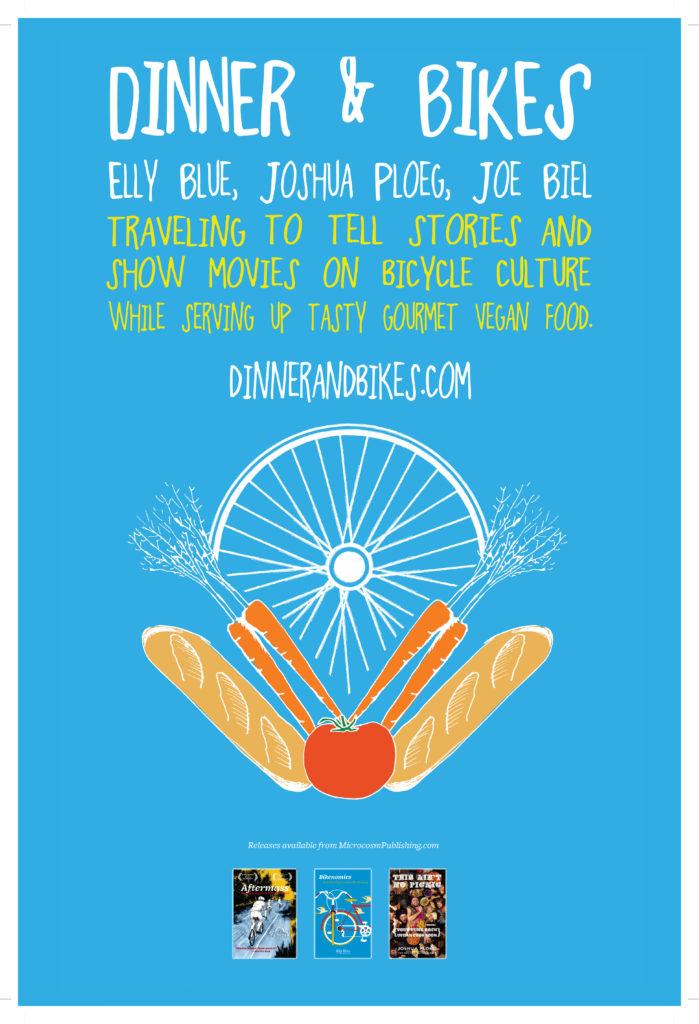 DINNER & BIKES
ELLY BLUE, JOSHUA PLOEG, JOE BIEL
TRAVELING TO TELL STORIES AND
SHOW MOVIES ON BICYCLE CULTURE
WHILE SERVING UP TASTY GOURMET VEGAN FOOD.
DINNERANDBIKES.COM
Releases available from MicrocosmPublishing.com
Aftermass
Bikenomics
THIS AIN'T
NO PICNIC
JOSHUA PLOEG